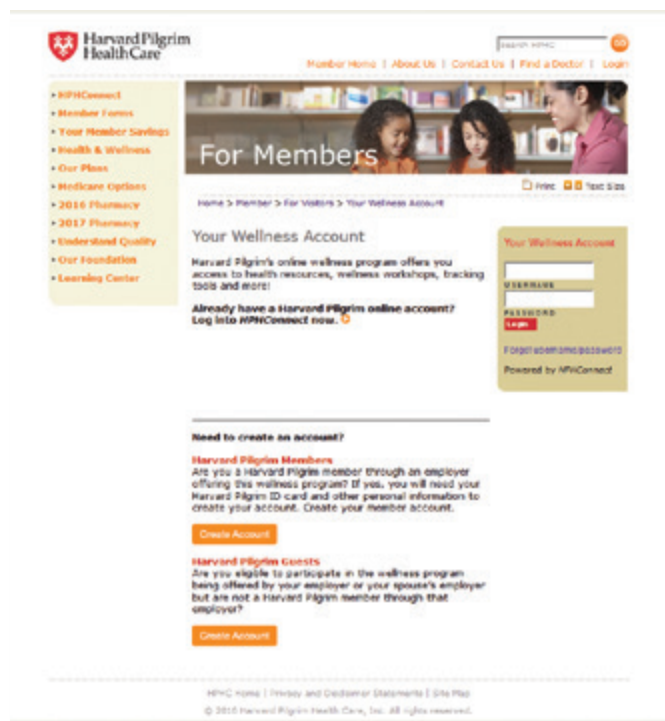 Harvard Pilgrim
HealthCare
Search HPHC
GO
Member Home | About Us | Contact Us | Find a Doctor | Login
HPHConnect
Member Forms
Your Member Savings
Health & Wellness
Our Plans
Medicare Options
2016 Pharmacy
2017 Pharmacy
Understand Quality
Our Foundation
Learning Center
For Members
Print
Text Size
Home > Member > For Visitors > Your Wellness Account
Your Wellness Account
Harvard Pilgrim's online wellness program offers you
access to health resources, wellness workshops, tracking
tools and more!
Already have a Harvard Pilgrim online account?
Log into HPHConnect now.
Your Wellness Account
USERNAME
PASSWORD
Login
Forgot username/password
Powered by HPHConnect
Need to create an account?
Harvard Pilgrim Members
Are you a Harvard Pilgrim member through an employer
offering this wellness program? If yes, you will need your
Harvard Pilgrim ID card and other personal information to
create your account. Create your member account.
Create Account
Harvard Pilgrim Guests
Are you eligible to participate in the wellness program
being offered by your employer or your spouse's employer
but are not a Harvard Pilgrim member through that
employer?
Create Account
HPHC Home | Privacy and Disclaimer Statements | Site Map
© 2016 Harvard Pilgrim Health Care, Inc. All rights reserved.